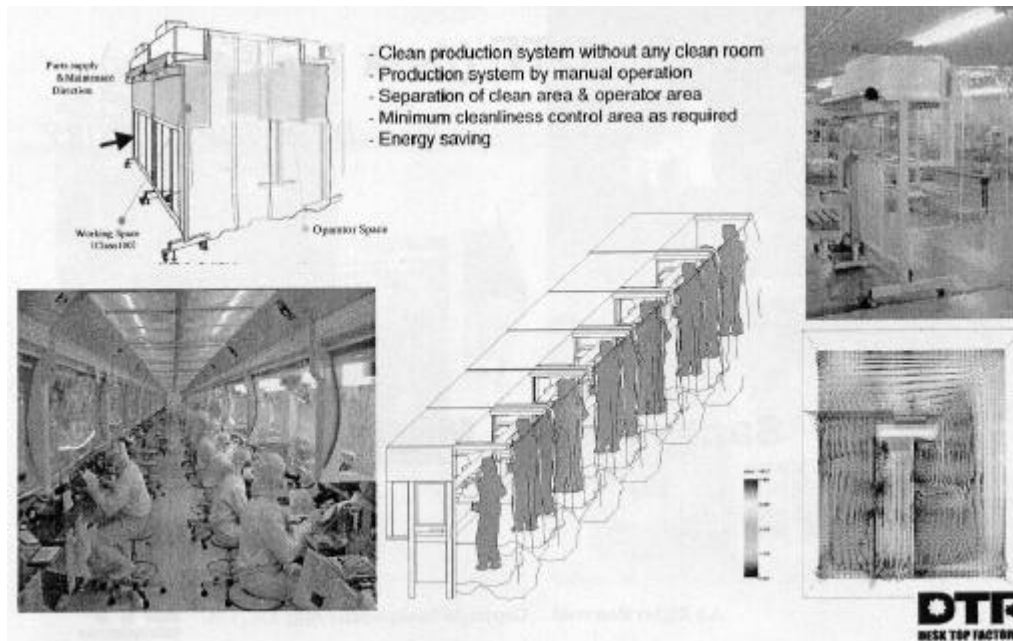 Parts supply
& Maintenance
Direction
- Clean production system without any clean room
- Production system by manual operation
- Separation of clean area & operator area
- Minimum cleanliness control area as required
- Energy saving
Working Space
(Class100)
Operator Space
DTF
DESK TOP FACTOR